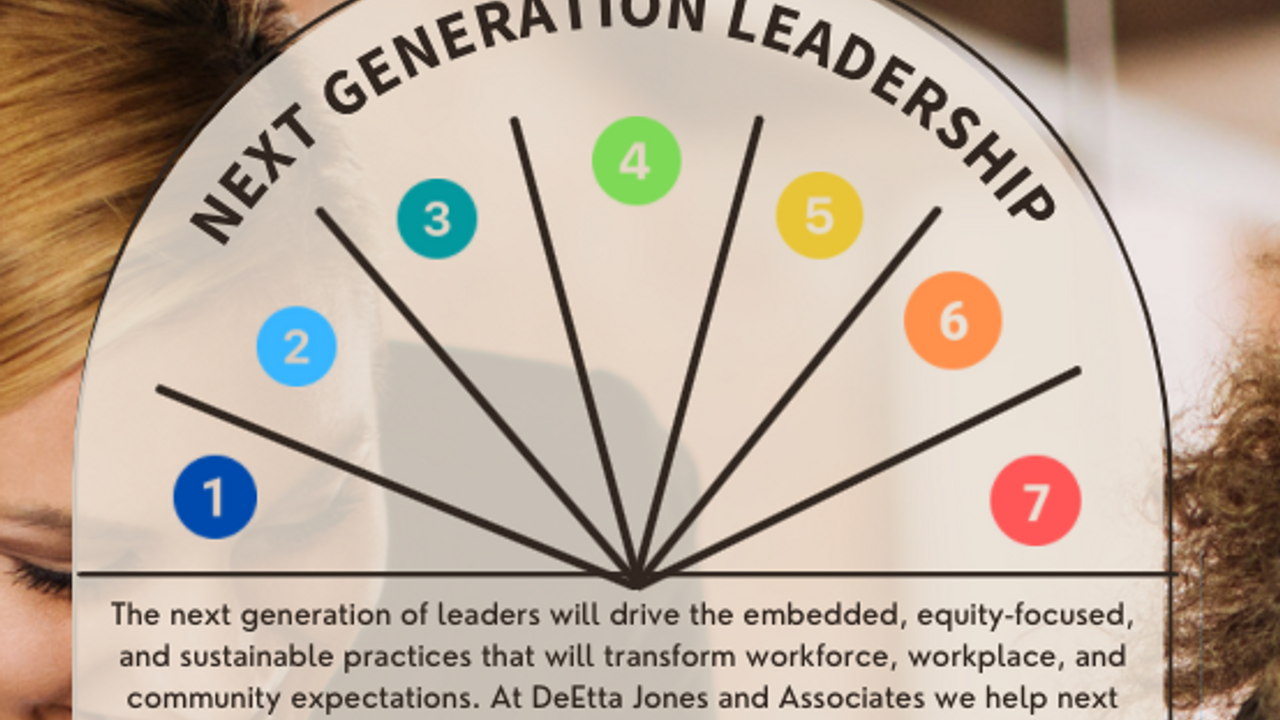 NEXT GENERATION LEADERSHIP
1
2
3
4
5
6
7
The next generation of leaders will drive the embedded, equity-focused,
and sustainable practices that will transform workforce, workplace, and
community expectations. At DeEtta Jones and Associates we help next